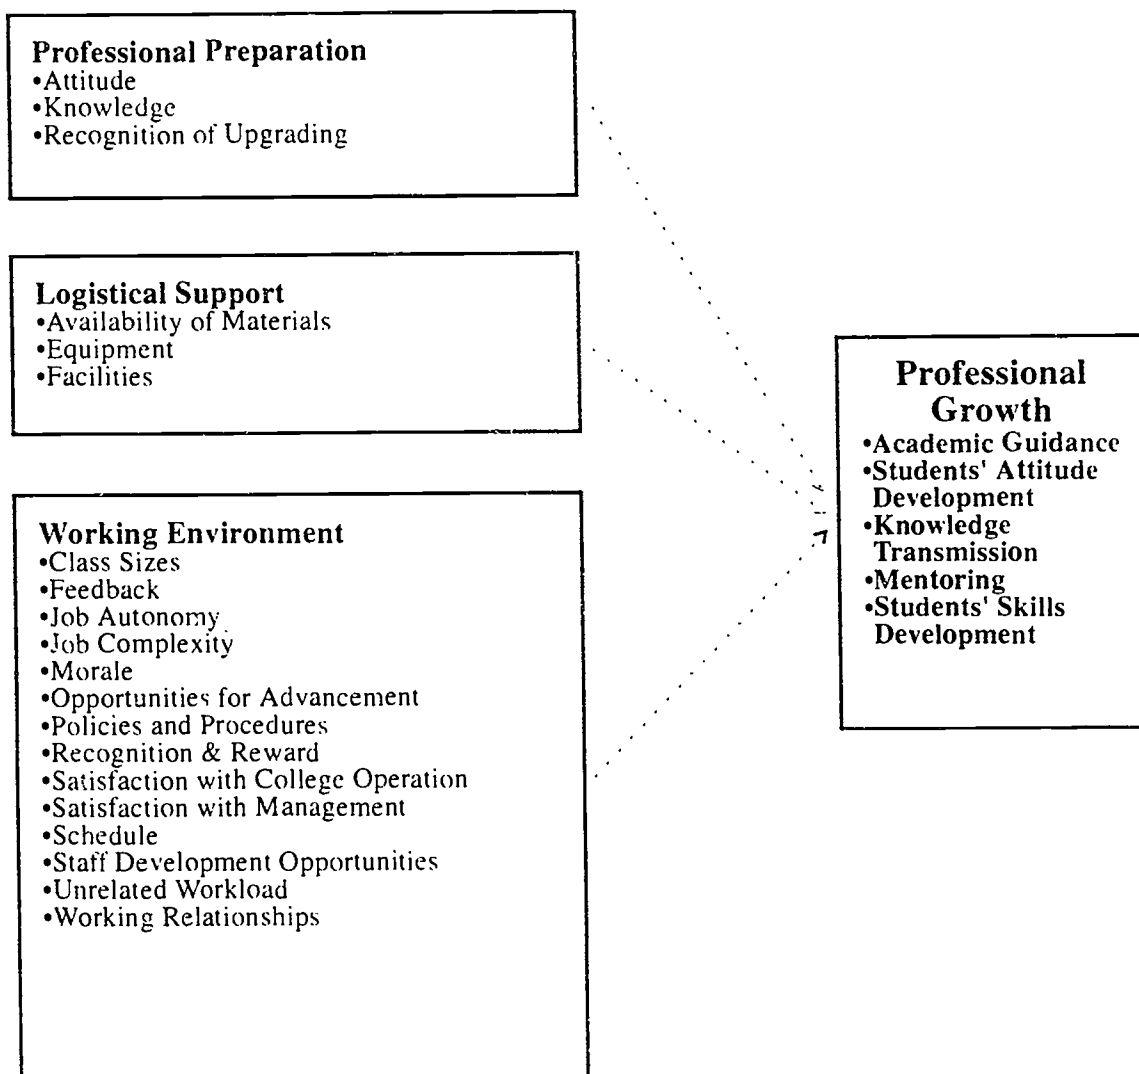 Professional Preparation
•Attitude
•Knowledge
•Recognition of Upgrading
Logistical Support
•Availability of Materials
•Equipment
•Facilities
Working Environment
•Class Sizes
•Feedback
•Job Autonomy
•Job Complexity
•Morale
•Opportunities for Advancement
•Policies and Procedures
•Recognition & Reward
•Satisfaction with College Operation
•Satisfaction with Management
•Schedule
•Staff Development Opportunities
•Unrelated Workload
•Working Relationships
Professional
Growth
•Academic Guidance
•Students' Attitude
Development
•Knowledge
Transmission
•Mentoring
•Students' Skills
Development